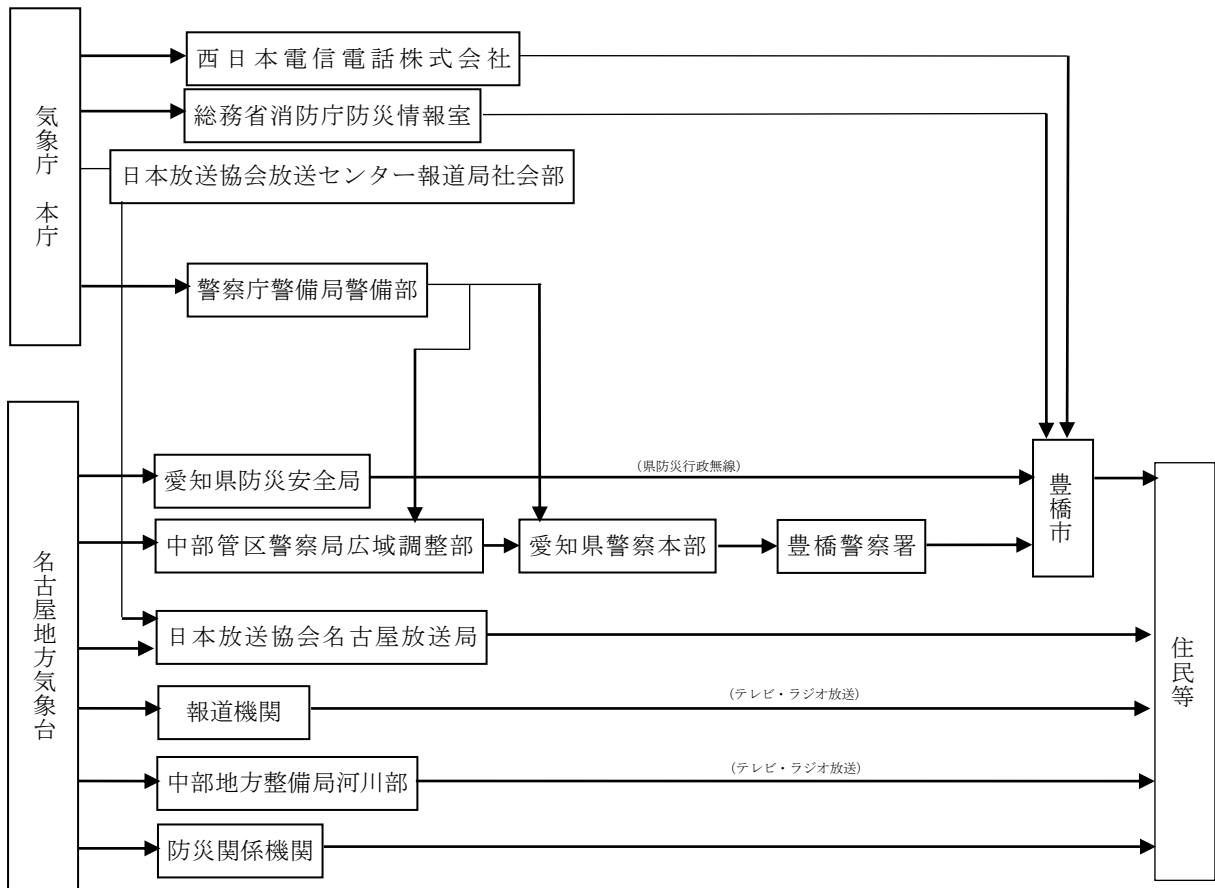 気象庁　本庁
西日本電信電話株式会社
総務省消防庁防災情報室
日本放送協会放送センター報道局社会部
警察庁警備局警備部
名古屋地方気象台
愛知県防災安全局
(県防災行政無線)
豊橋市
中部管区警察局広域調整部
愛知県警察本部
豊橋警察署
日本放送協会名古屋放送局
住民等
報道機関
(テレビ・ラジオ放送)
中部地方整備局河川部
(テレビ・ラジオ放送)
防災関係機関